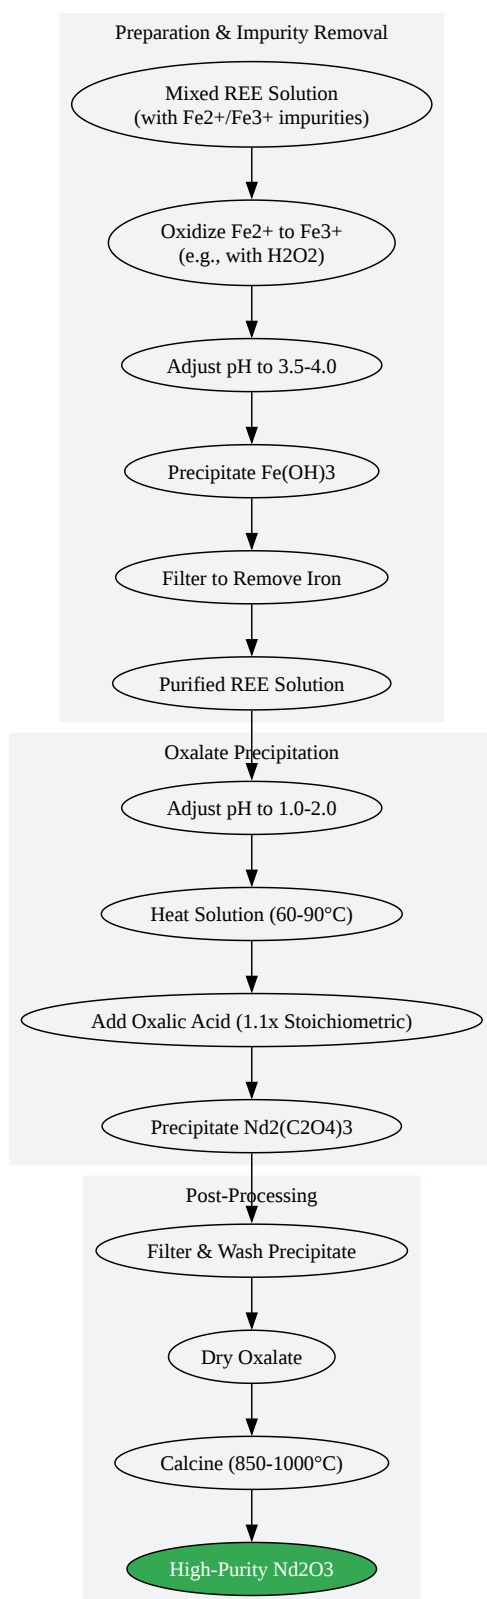 Preparation & Impurity Removal
Mixed REE Solution
(with Fe2+/Fe3+ impurities)
Oxidize Fe2+ to Fe3+
(e.g., with H2O2)
Adjust pH to 3.5-4.0
Precipitate Fe(OH)3
Filter to Remove Iron
Purified REE Solution
Oxalate Precipitation
Adjust pH to 1.0-2.0
Heat Solution (60-90°C)
Add Oxalic Acid (1.1x Stoichiometric)
Precipitate Nd2(C2O4)3
Post-Processing
Filter & Wash Precipitate
Dry Oxalate
Calcine (850-1000°C)
High-Purity Nd2O3